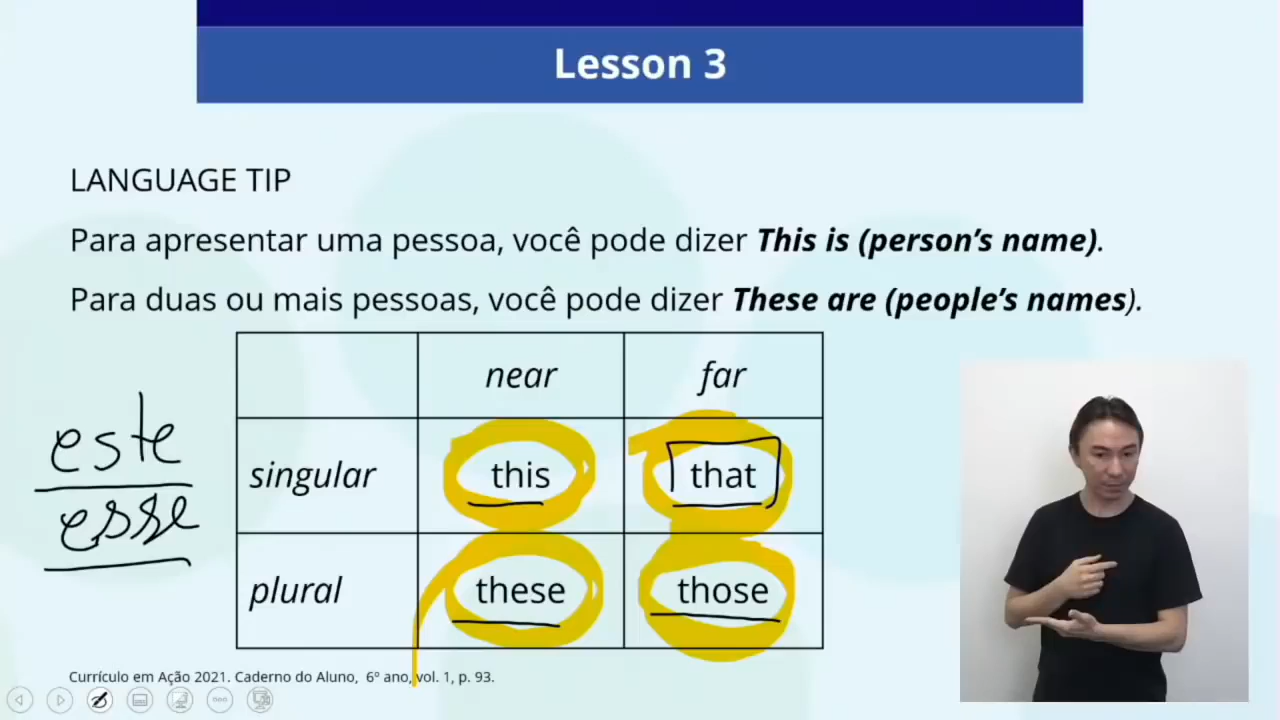 Lesson 3
LANGUAGE TIP
Para apresentar uma pessoa, você pode dizer This is (person's name).
Para duas ou mais pessoas, você pode dizer These are (people's names).
near far
este
singular this that
esse
plural these those
Currículo em Ação 2021. Caderno do Aluno, 6º ano, vol. 1, p. 93.